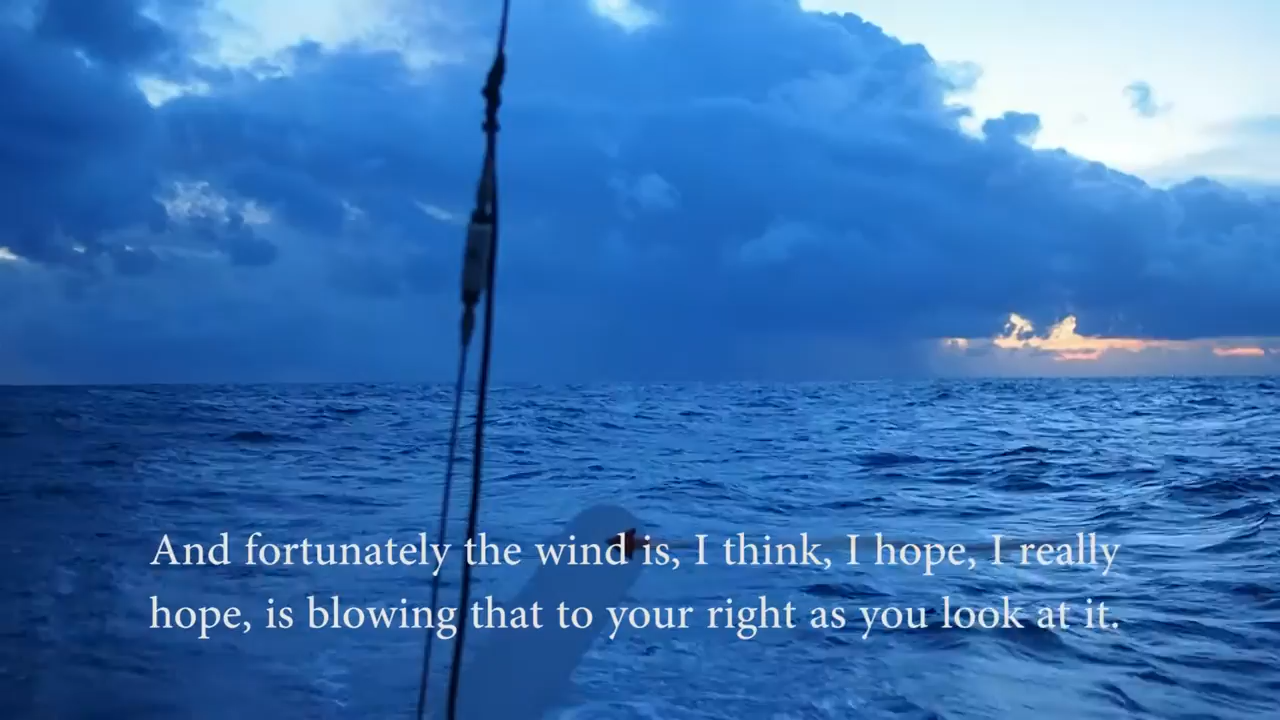 And fortunately the wind is, I think, I hope, I really
hope, is blowing that to your right as you look at it.